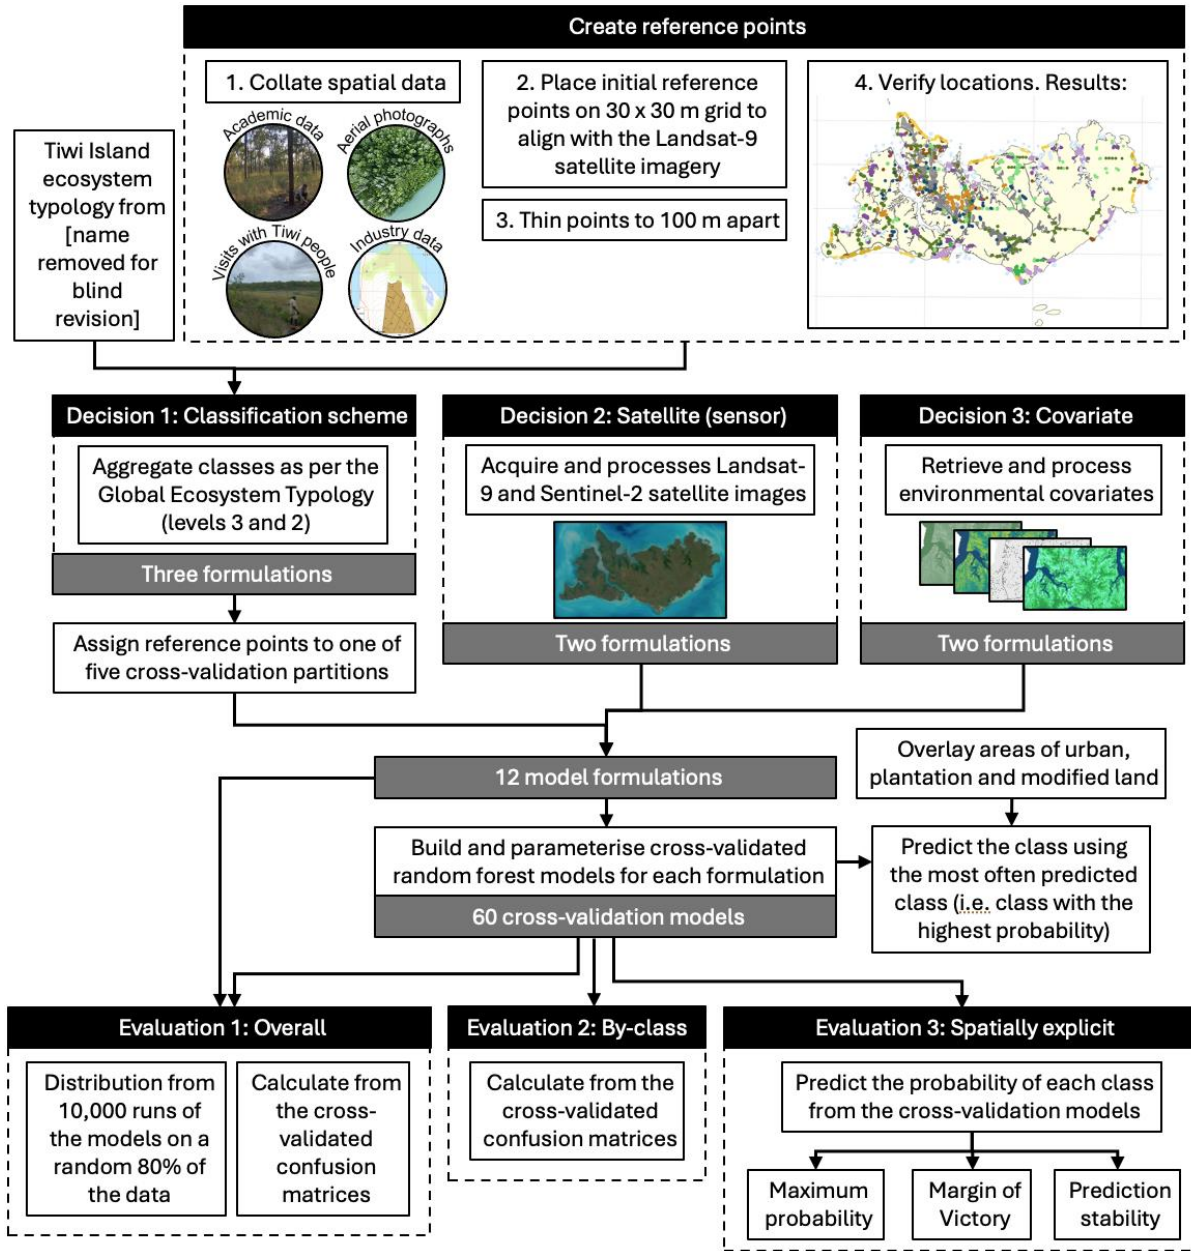 Create reference points
Tiwi Island
ecosystem
typology from
[name
removed for
blind
revision]
1. Collate spatial data
Academic data
Aerial photographs
Visits with Tiwi people
Industry data
2. Place initial reference
points on 30 x 30 m grid to
align with the Landsat-9
satellite imagery
3. Thin points to 100 m apart
4. Verify locations. Results:
Decision 1: Classification scheme
Aggregate classes as per the
Global Ecosystem Typology
(levels 3 and 2)
Three formulations
Assign reference points to one of
five cross-validation partitions
Decision 2: Satellite (sensor)
Acquire and processes Landsat-
9 and Sentinel-2 satellite images
Two formulations
Decision 3: Covariate
Retrieve and process
environmental covariates
Two formulations
12 model formulations
Build and parameterise cross-validated
random forest models for each formulation
60 cross-validation models
Overlay areas of urban,
plantation and modified land
Predict the class using
the most often predicted
class (i.e. class with the
highest probability)
Evaluation 1: Overall
Distribution from
10,000 runs of
the models on a
random 80% of
the data
Calculate from
the cross-
validated
confusion
matrices
Evaluation 2: By-class
Calculate from the
cross-validated
confusion matrices
Evaluation 3: Spatially explicit
Predict the probability of each class
from the cross-validation models
Maximum
probability
Margin of
Victory
Prediction
stability